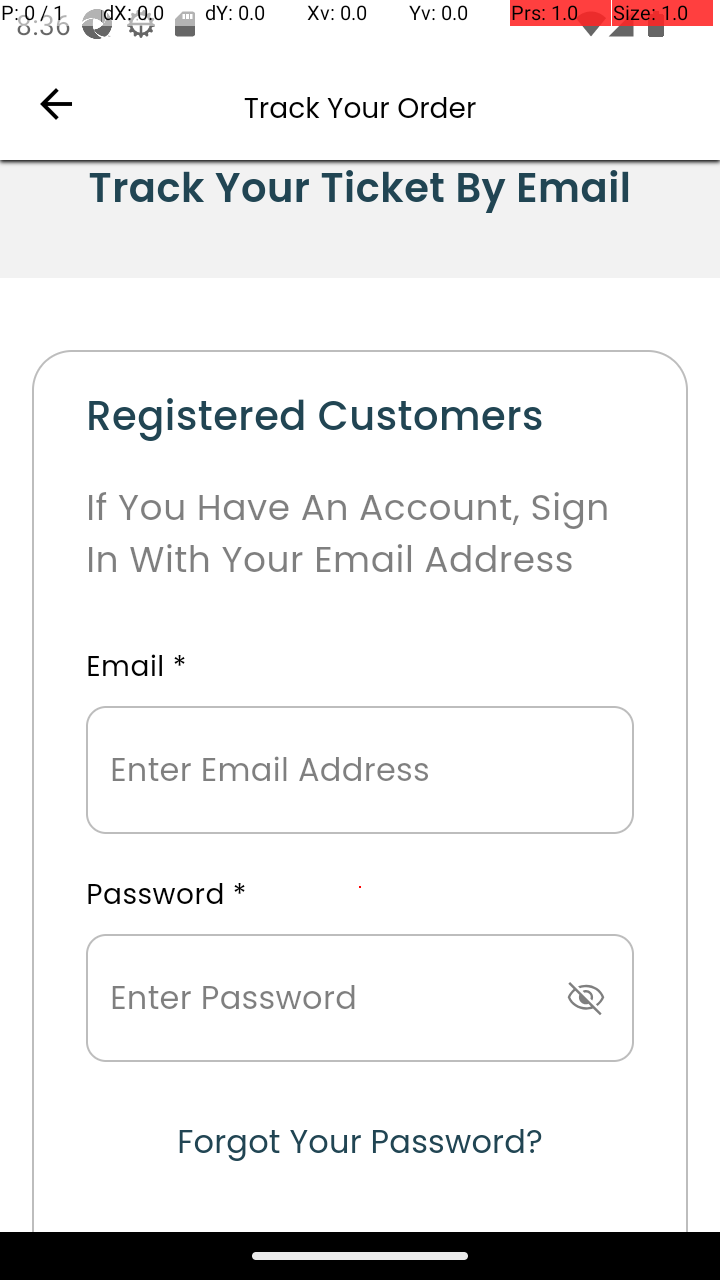 P: 0 / 1 dX: 0.0 dY: 0.0 Xv: 0.0 Yv: 0.0 Prs: 1.0 Size: 1.0
8:36
Track Your Order
Track Your Ticket By Email
Registered Customers
If You Have An Account, Sign
In With Your Email Address
Email *
Enter Email Address
Password *
Enter Password
Forgot Your Password?